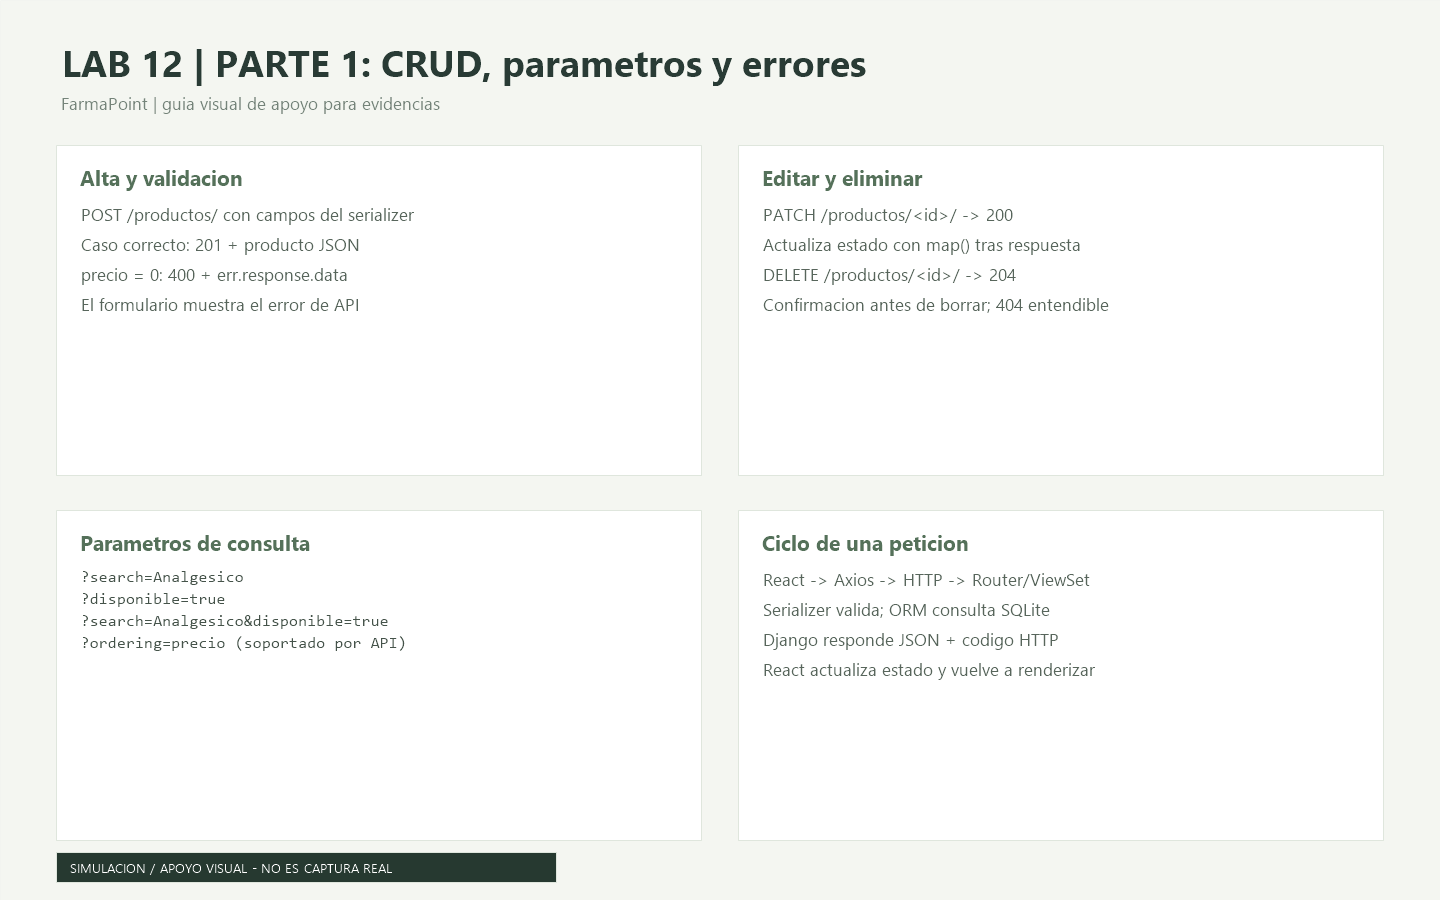 LAB 12 | PARTE 1: CRUD, parametros y errores
FarmaPoint | guia visual de apoyo para evidencias
Alta y validacion
POST /productos/ con campos del serializer
Caso correcto: 201 + producto JSON
precio = 0: 400 + err.response.data
El formulario muestra el error de API
Editar y eliminar
PATCH /productos/<id>/ -> 200
Actualiza estado con map() tras respuesta
DELETE /productos/<id>/ -> 204
Confirmacion antes de borrar; 404 entendible
Parametros de consulta
?search=Analgesico
?disponible=true
?search=Analgesico&disponible=true
?ordering=precio (soportado por API)
Ciclo de una peticion
React -> Axios -> HTTP -> Router/ViewSet
Serializer valida; ORM consulta SQLite
Django responde JSON + codigo HTTP
React actualiza estado y vuelve a renderizar
SIMULACION / APOYO VISUAL - NO ES CAPTURA REAL